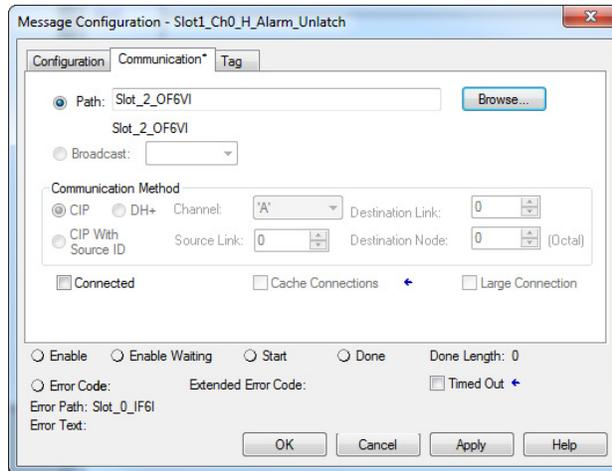 Message Configuration - Slot1_Ch0_H_Alarm_Unlatch
Configuration Communication* Tag
Path: Slot_2_OF6VI Browse...
Slot_2_OF6VI
Broadcast:
Communication Method
CIP DH+ Channel: 'A' Destination Link: 0
CIP With Source ID Source Link: 0 Destination Node: 0 (Octal)
Connected Cache Connections Large Connection
Enable Enable Waiting Start Done Done Length: 0
Error Code: Extended Error Code: Timed Out
Error Path: Slot_0_IF6I
Error Text:
OK Cancel Apply Help